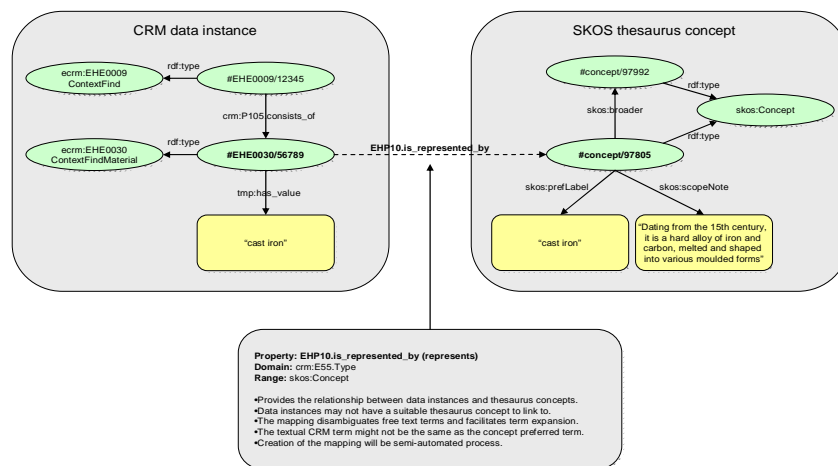 CRM data instance
ecrm:EHE0009
ContextFind
rdf:type
#EHE0009/12345
crm:P105.consists_of
ecrm:EHE0030
ContextFindMaterial
rdf:type
#EHE0030/56789
tmp:has_value
“cast iron”
EHP10.is_represented_by
SKOS thesaurus concept
#concept/97992
rdf:type
skos:Concept
skos:broader
rdf:type
#concept/97805
skos:prefLabel
skos:scopeNote
“cast iron”
“Dating from the 15th century,
it is a hard alloy of iron and
carbon, melted and shaped
into various moulded forms”
Property: EHP10.is_represented_by (represents)
Domain: crm:E55.Type
Range: skos:Concept
•Provides the relationship between data instances and thesaurus concepts.
•Data instances may not have a suitable thesaurus concept to link to.
•The mapping disambiguates free text terms and facilitates term expansion.
•The textual CRM term might not be the same as the concept preferred term.
•Creation of the mapping will be semi-automated process.